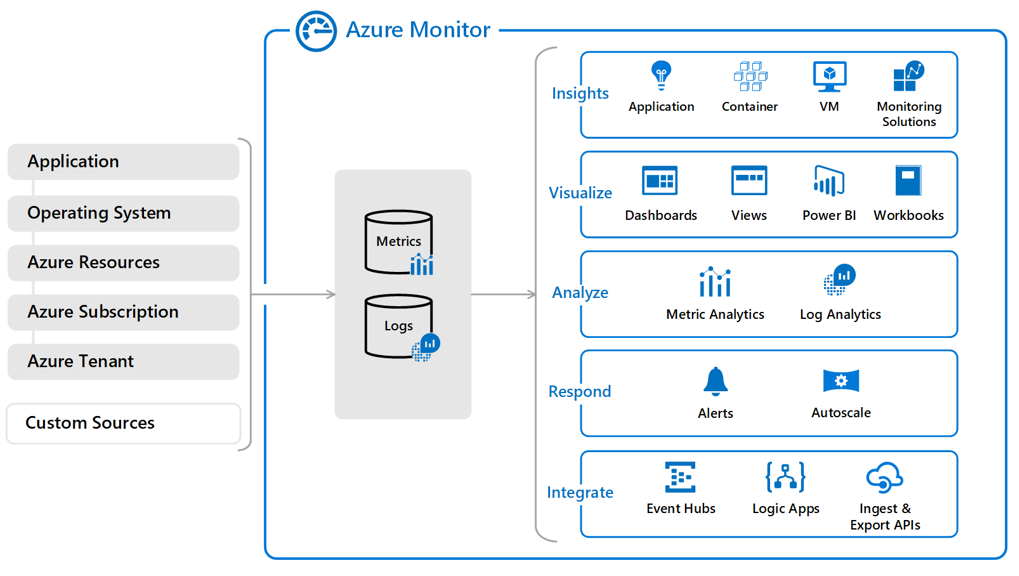 Azure Monitor
Application
Operating System
Azure Resources
Azure Subscription
Azure Tenant
Custom Sources
Metrics
Logs
Insights
Application
Container
VM
Monitoring
Solutions
Visualize
Dashboards
Views
Power BI
Workbooks
Analyze
Metric Analytics
Log Analytics
Respond
Alerts
Autoscale
Integrate
Event Hubs
Logic Apps
Ingest &
Export APIs